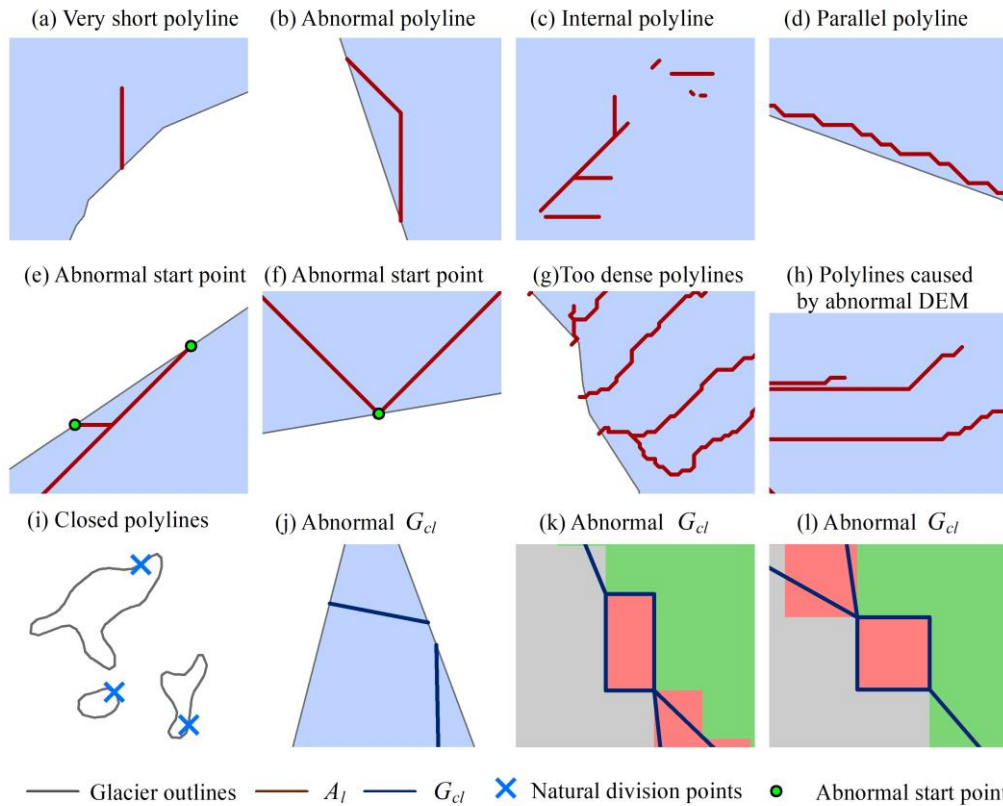 (a) Very short polyline
(b) Abnormal polyline
(c) Internal polyline
(d) Parallel polyline
(e) Abnormal start point
(f) Abnormal start point
(g)Too dense polylines
(h) Polylines caused
by abnormal DEM
(i) Closed polylines
(j) Abnormal G_cl
(k) Abnormal G_cl
(l) Abnormal G_cl
Glacier outlines
A_l
G_cl
Natural division points
Abnormal start point